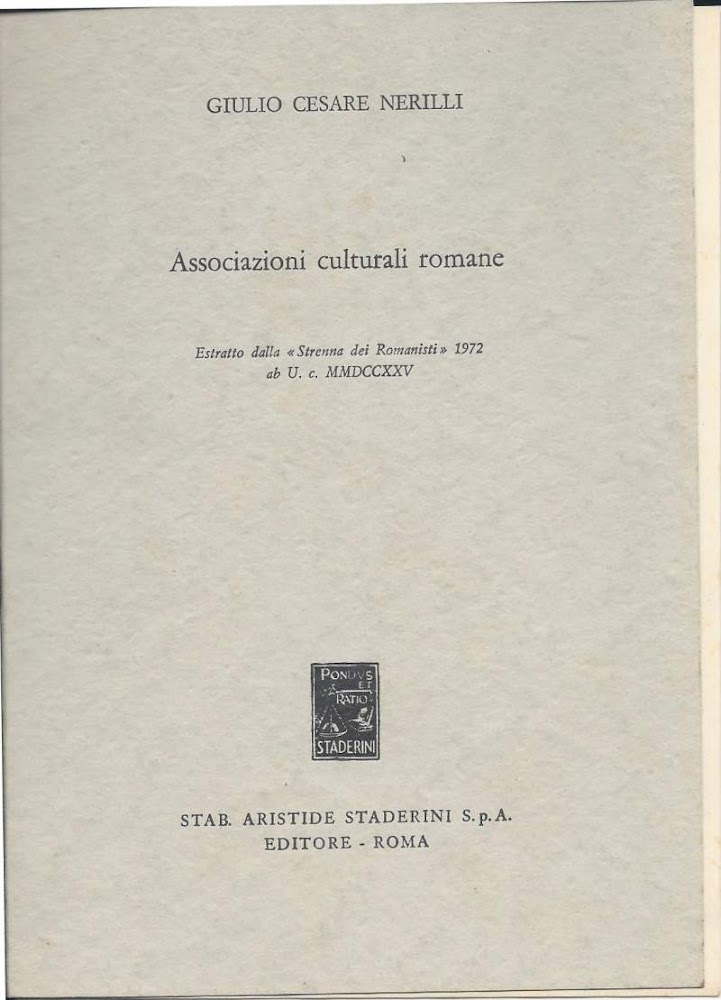 GIULIO CESARE NERILLI
Associazioni culturali romane
Estratto dalla « Strenna dei Romanisti » 1972
ab U. c. MMDCCXXV
PONDVS
ET
RATIO
STADERINI
STAB. ARISTIDE STADERINI S. p. A.
EDITORE - ROMA